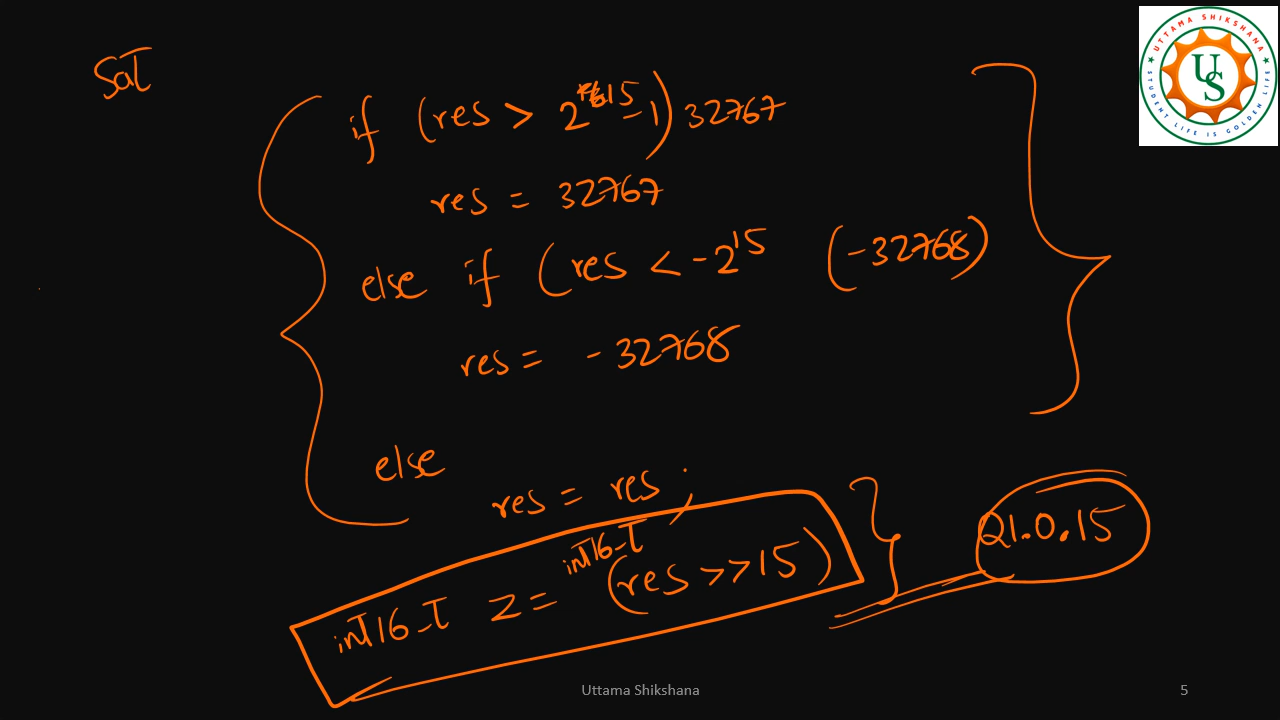 Sat
if (res > 2^15 - 1) 32767
res = 32767
else if (res < -2^15 (-32768)
res = -32768
else
res = res ;
int16_t z = int16_t (res >> 15)
Q1.0.15
UTTAMA SHIKSHANA
US
STUDENT LIFE IS GOLDEN LIFE
Uttama Shikshana
5